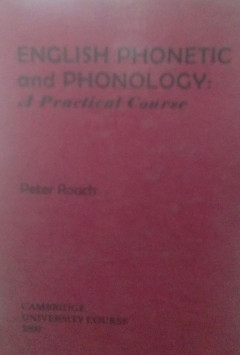 ENGLISH PHONETIC
and PHONOLOGY:
A Practical Course
Peter Roach
CAMBRIDGE
UNIVERSITY COURSE